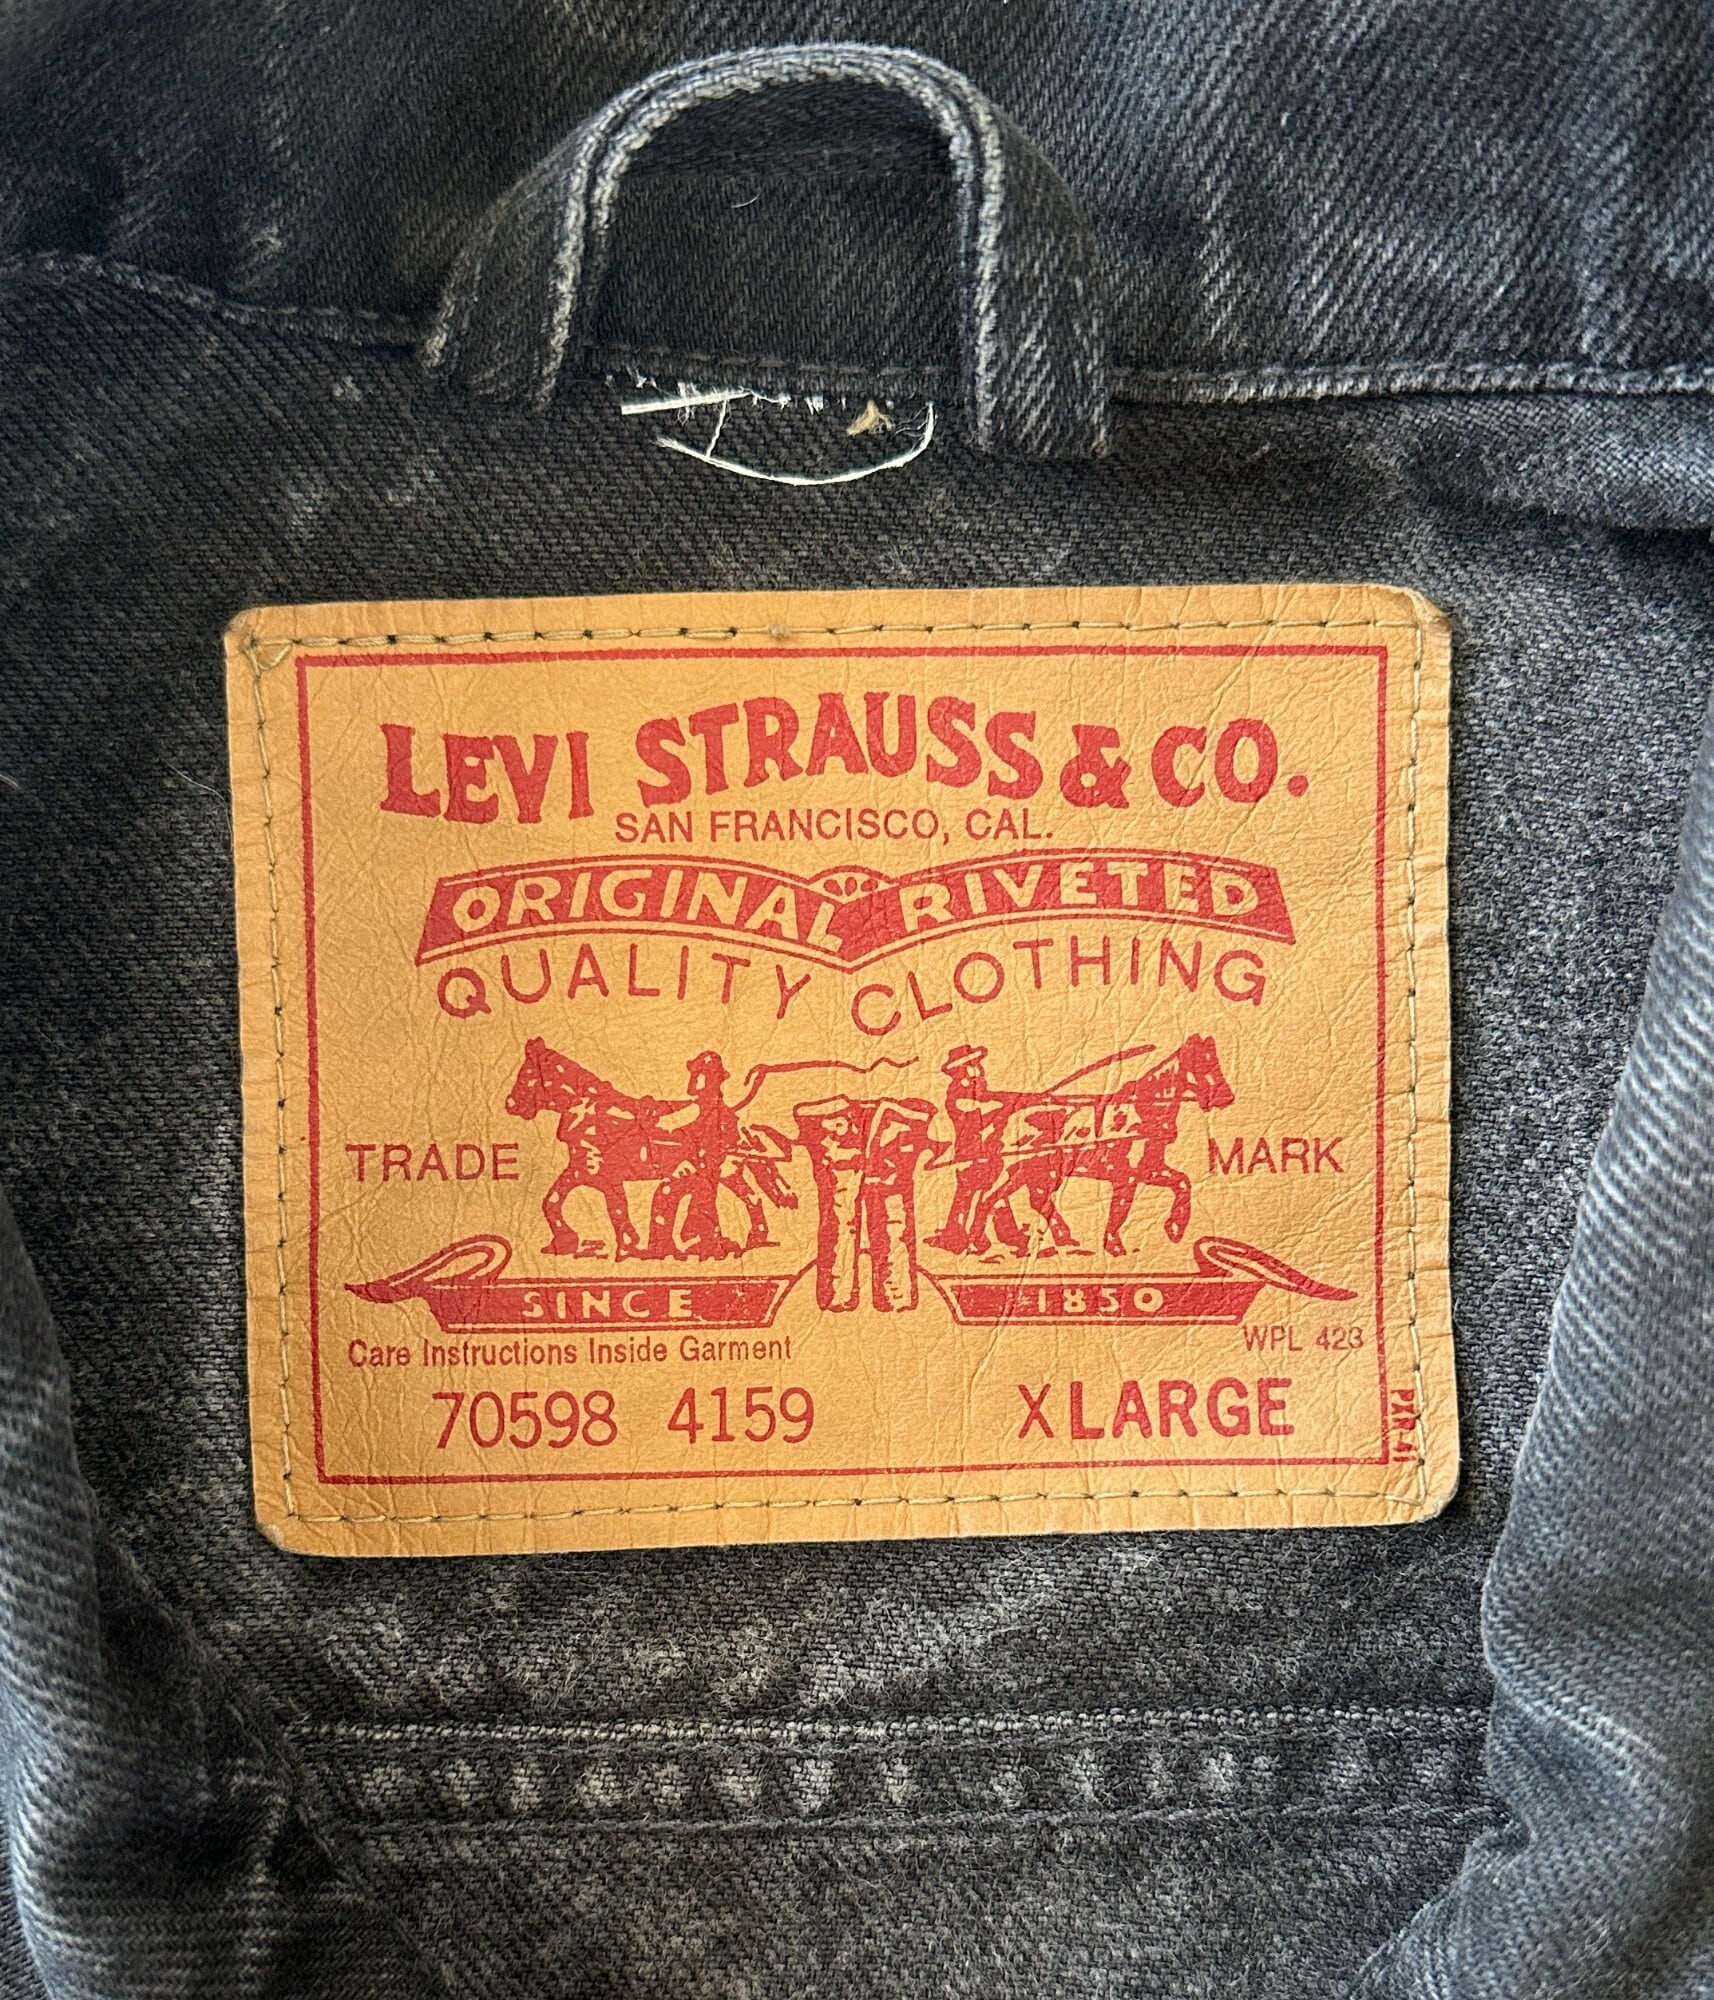 LEVI STRAUSS & CO.
SAN FRANCISCO, CAL.
ORIGINAL RIVETED
QUALITY CLOTHING
TRADE MARK
SINCE 1850
Care Instructions Inside Garment WPL 423
70598 4159 X LARGE